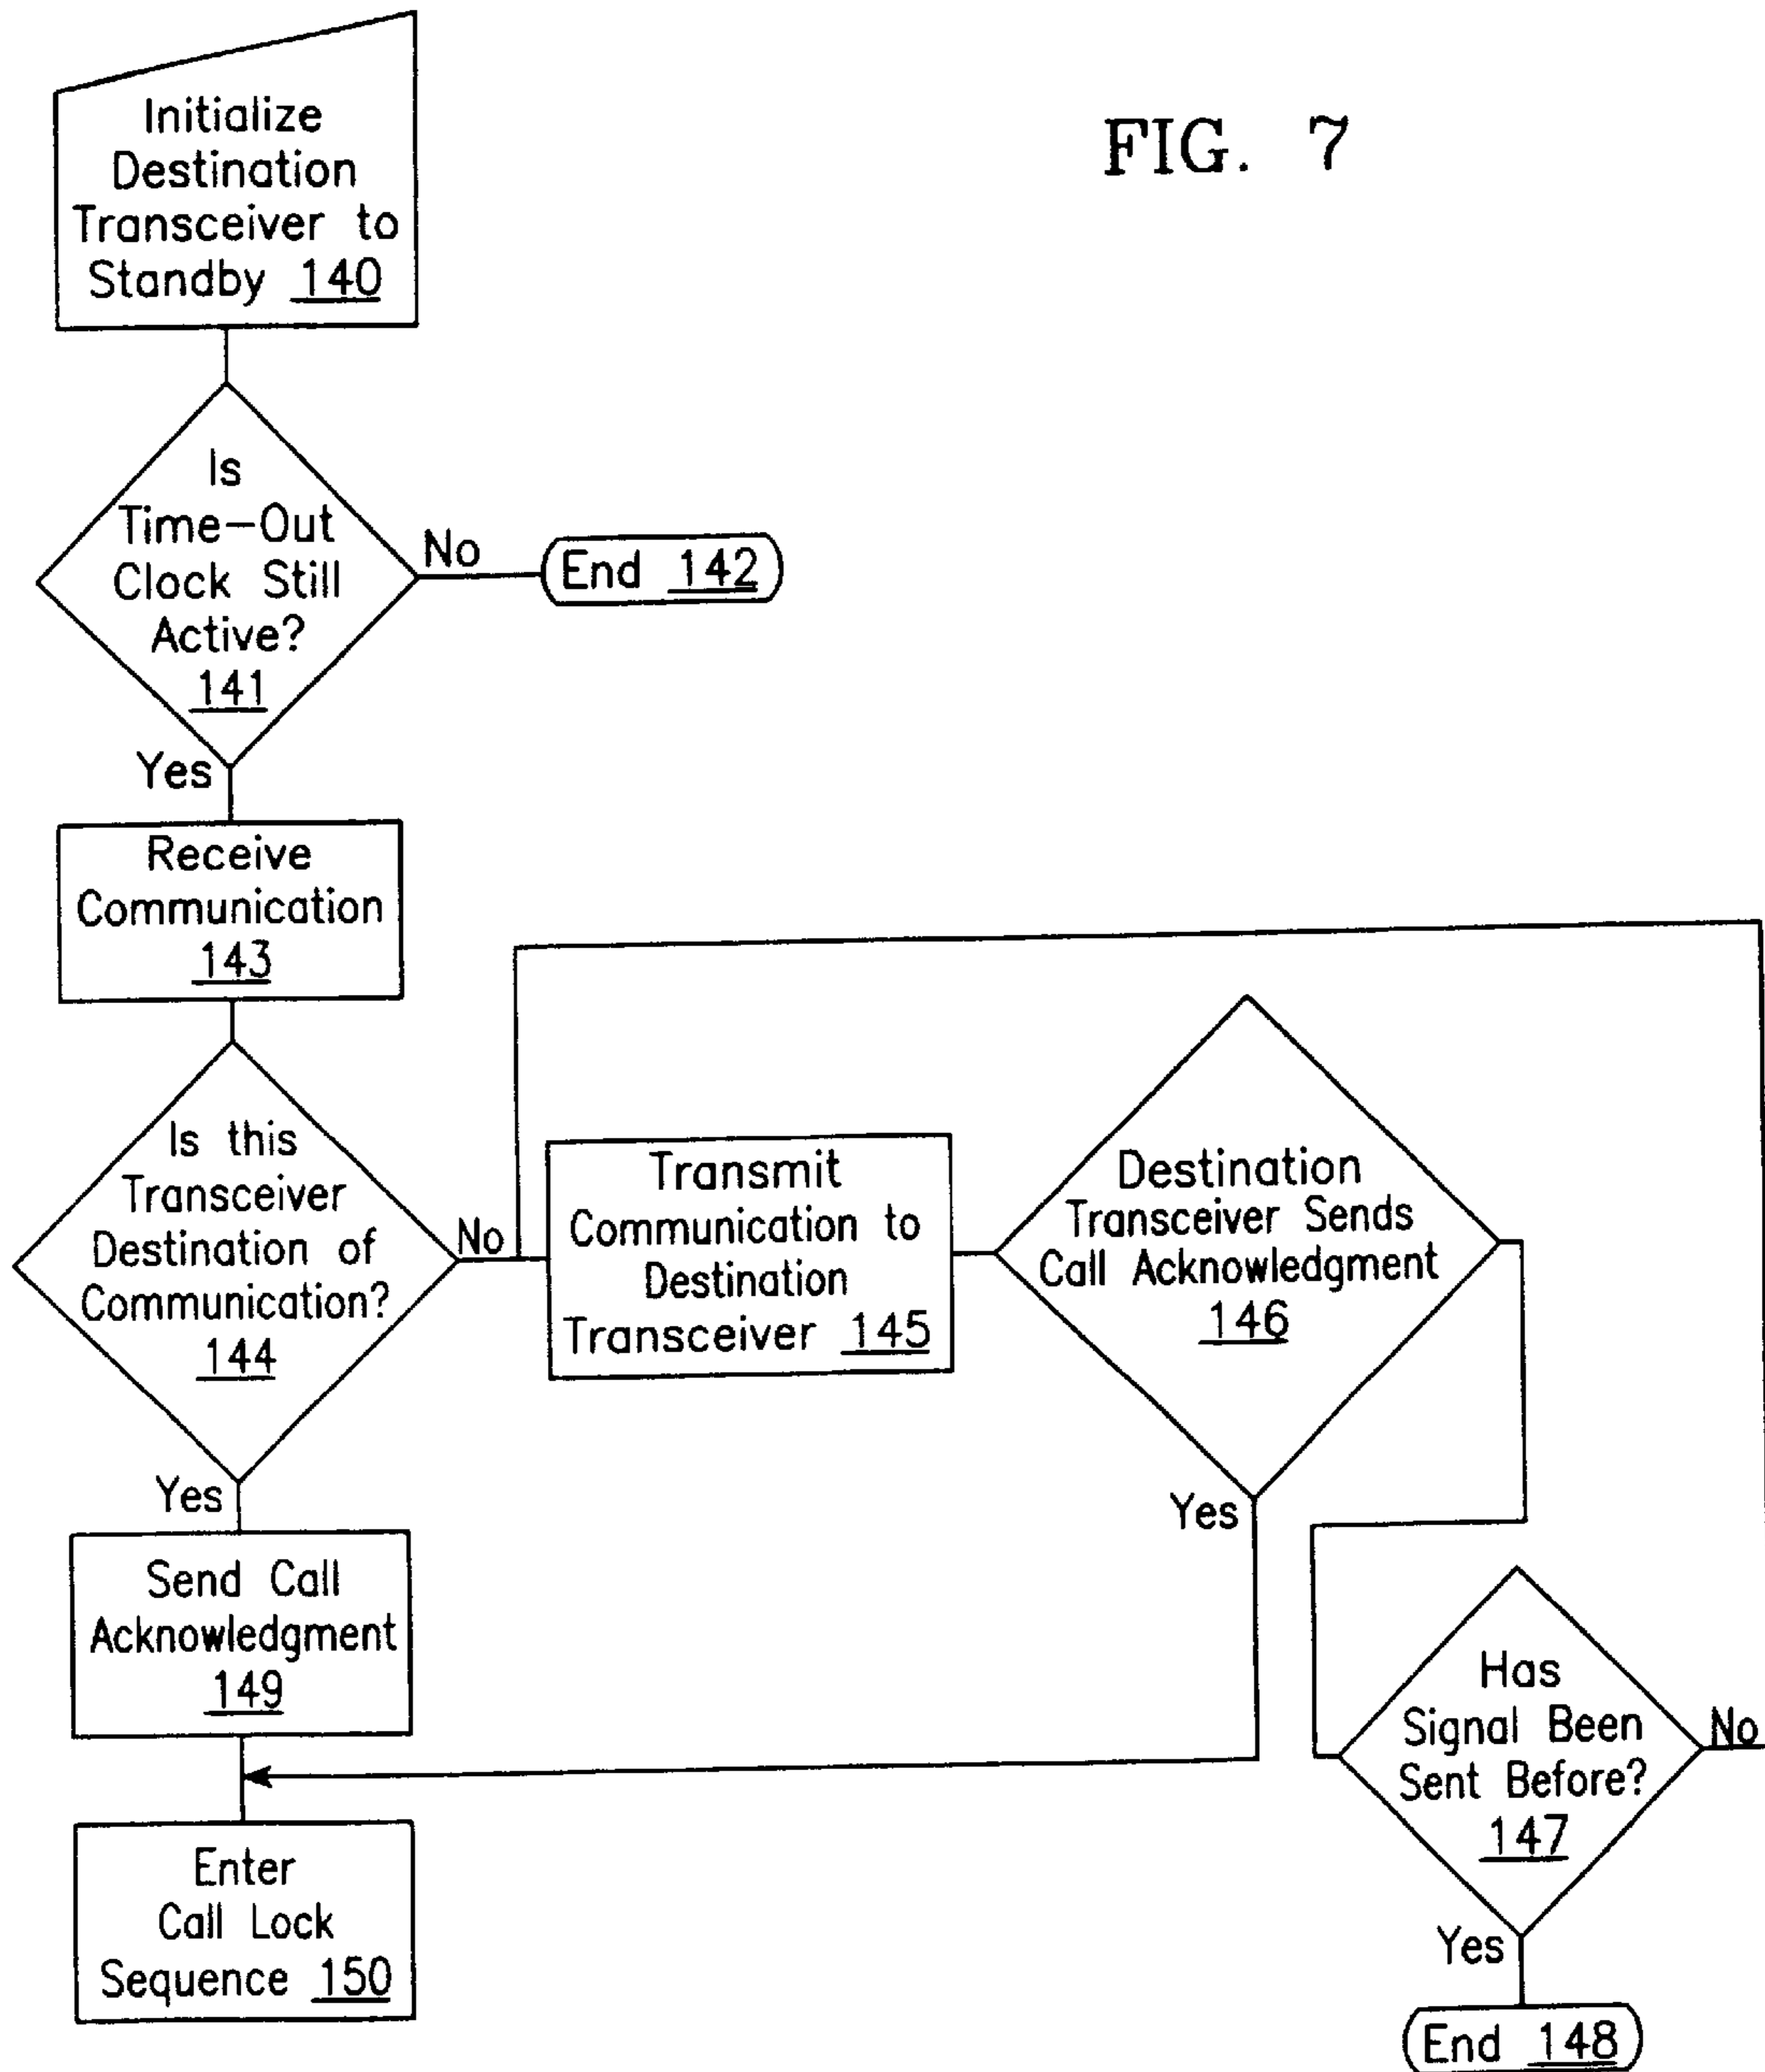 FIG. 7
Initialize
Destination
Transceiver to
Standby 140
Is
Time-Out
Clock Still
Active?
141
No
End 142
Yes
Receive
Communication
143
Is this
Transceiver
Destination of
Communication?
144
No
Transmit
Communication to
Destination
Transceiver 145
Destination
Transceiver Sends
Call Acknowledgment
146
Yes
Yes
Send Call
Acknowledgment
149
Has
Signal Been
Sent Before?
147
No
Enter
Call Lock
Sequence 150
Yes
End 148